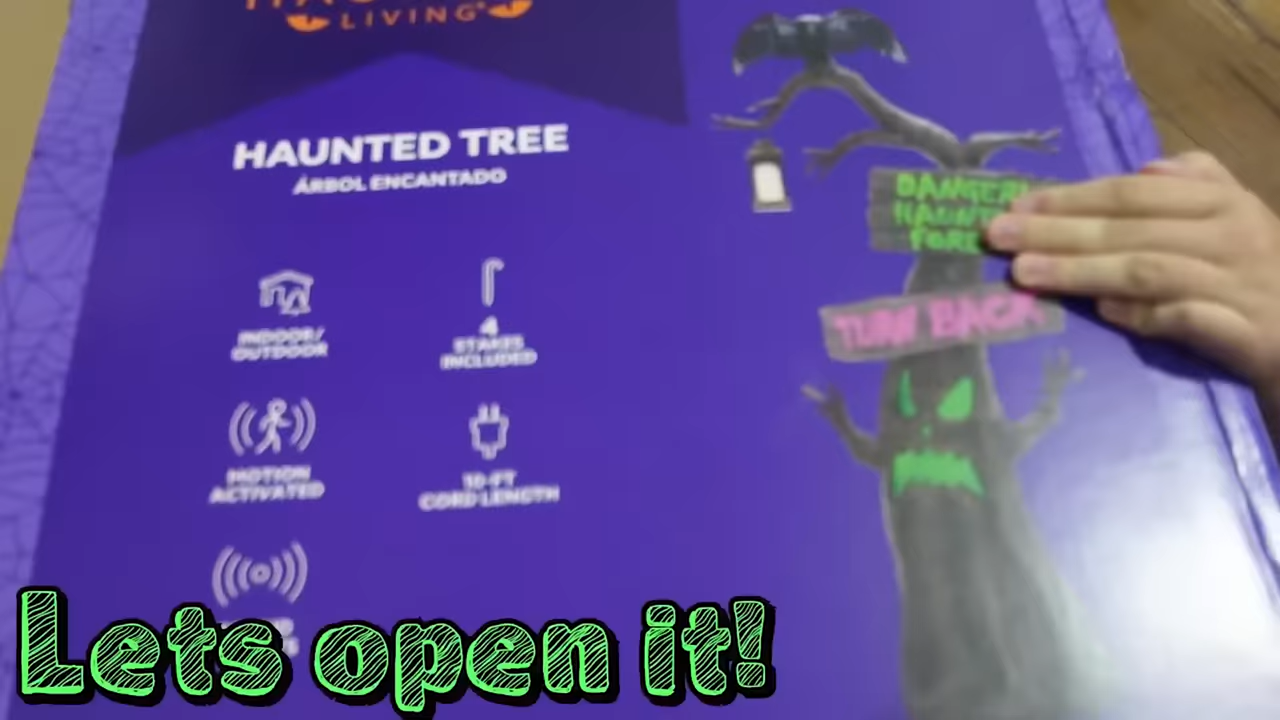 LIVING
HAUNTED TREE
ÁRBOL ENCANTADO
INDOOR/
OUTDOOR
4
STAKES
INCLUDED
MOTION
ACTIVATED
10-FT
CORD LENGTH
DANGER!
TURN BACK
Lets open it!